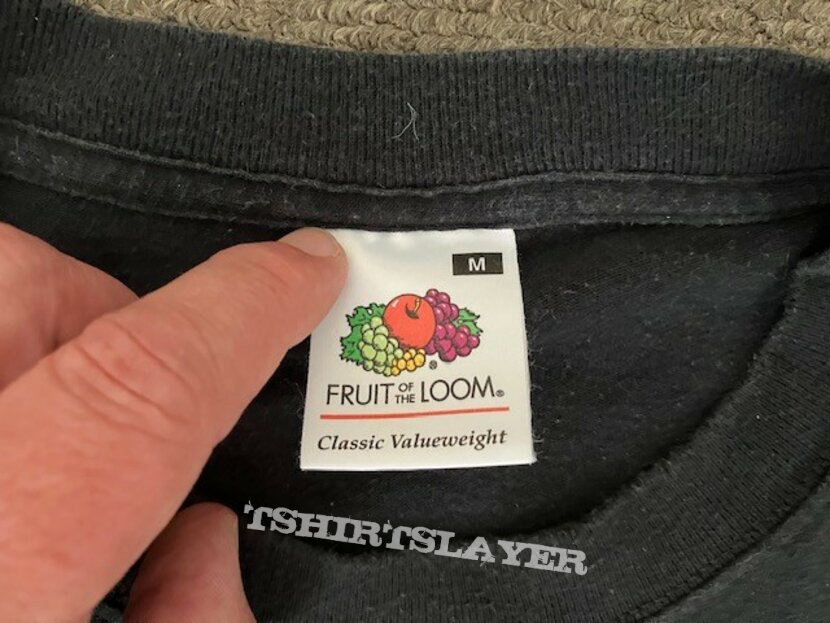 M
FRUIT OF THE LOOM®
Classic Valueweight
TSHIRTSLAYER